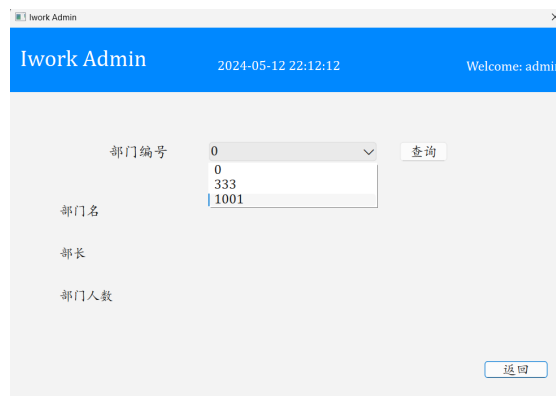 Iwork Admin
Iwork Admin
2024-05-12 22:12:12
Welcome: admin
部门编号
0
查询
0
333
1001
部门名
部长
部门人数
返回